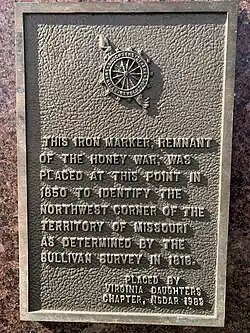 THIS IRON MARKER, REMNANT
OF THE HONEY WAR, WAS
PLACED AT THIS POINT IN
1850 TO IDENTIFY THE
NORTHWEST CORNER OF THE
TERRITORY OF MISSOURI
AS DETERMINED BY THE
SULLIVAN SURVEY IN 1816.
PLACED BY
VIRGINIA DAUGHTERS
CHAPTER, NSDAR 1983